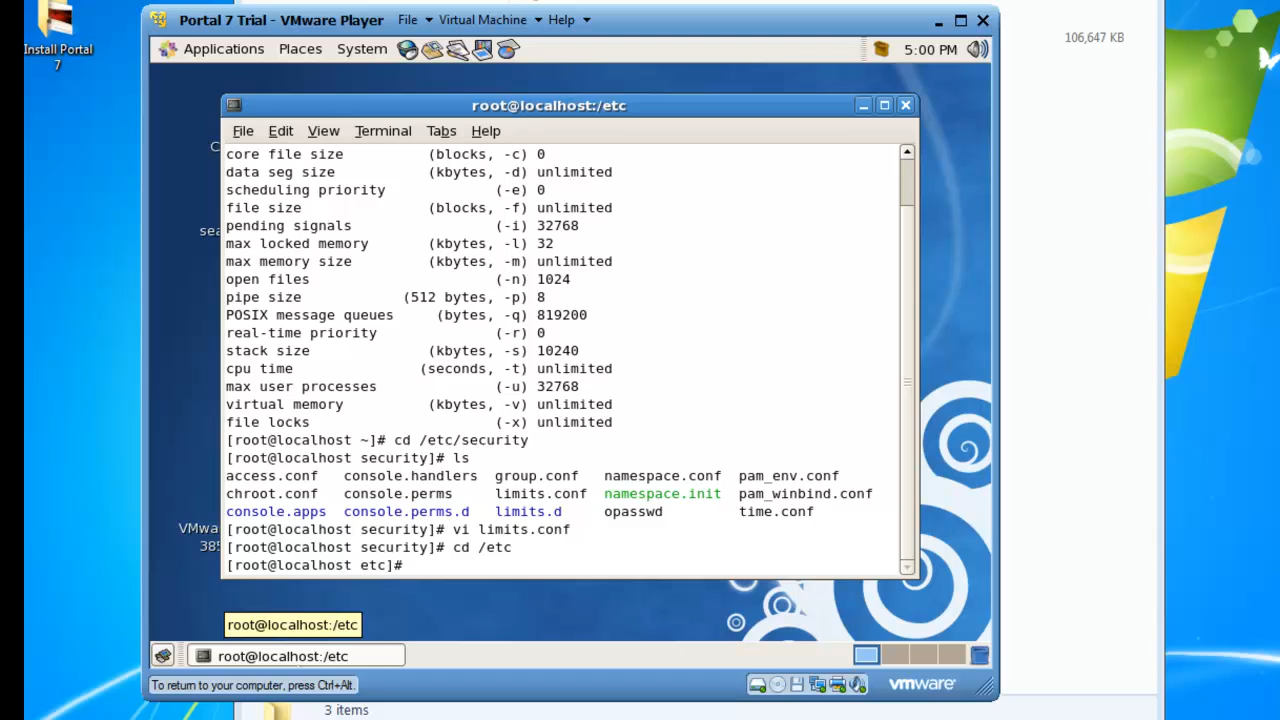 Install Portal
7
106,647 KB
Portal 7 Trial - VMware Player File Virtual Machine Help
Applications Places System 5:00 PM
root@localhost:/etc
File Edit View Terminal Tabs Help
core file size (blocks, -c) 0
data seg size (kbytes, -d) unlimited
scheduling priority (-e) 0
file size (blocks, -f) unlimited
pending signals (-i) 32768
max locked memory (kbytes, -l) 32
max memory size (kbytes, -m) unlimited
open files (-n) 1024
pipe size (512 bytes, -p) 8
POSIX message queues (bytes, -q) 819200
real-time priority (-r) 0
stack size (kbytes, -s) 10240
cpu time (seconds, -t) unlimited
max user processes (-u) 32768
virtual memory (kbytes, -v) unlimited
file locks (-x) unlimited
[root@localhost ~]# cd /etc/security
[root@localhost security]# ls
access.conf console.handlers group.conf namespace.conf pam_env.conf
chroot.conf console.perms limits.conf namespace.init pam_winbind.conf
console.apps console.perms.d limits.d opasswd time.conf
[root@localhost security]# vi limits.conf
[root@localhost security]# cd /etc
[root@localhost etc]#
root@localhost:/etc
root@localhost:/etc
To return to your computer, press Ctrl+Alt.
vmware
3 items